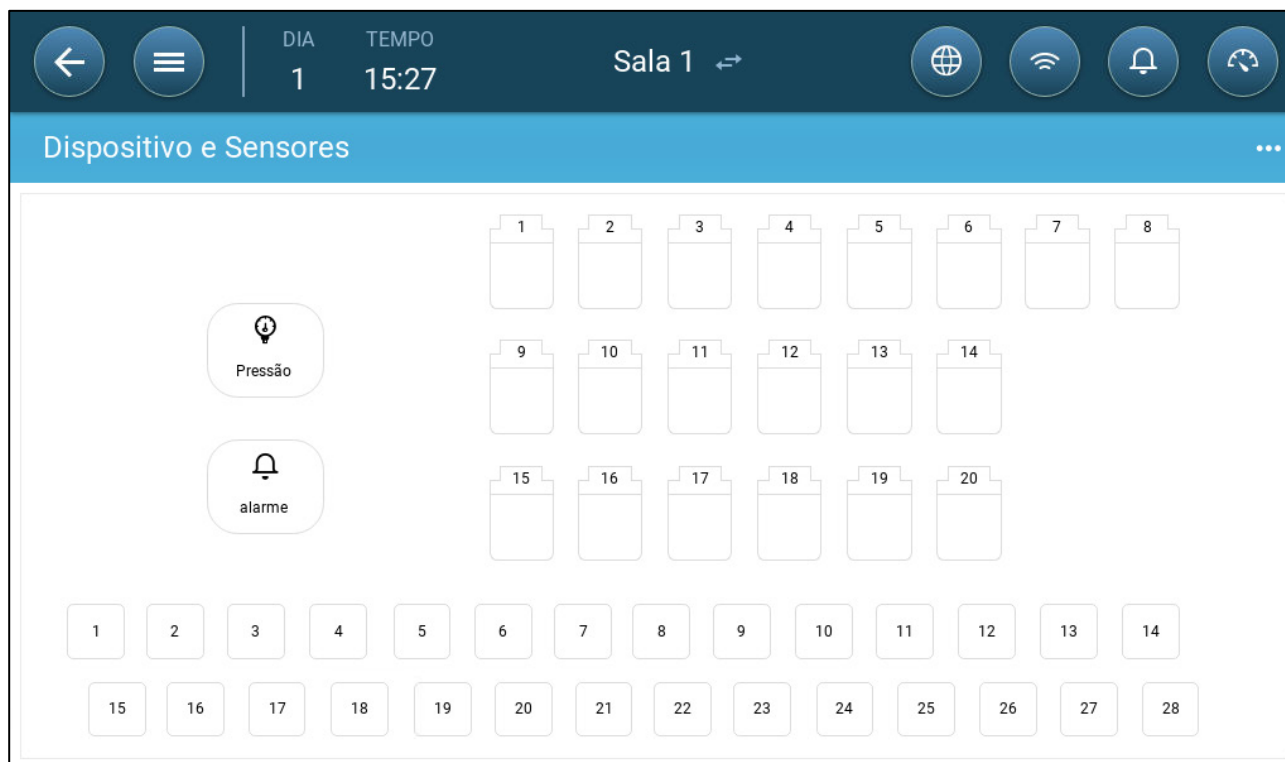 DIA TEMPO
1 15:27 Sala 1
Dispositivo e Sensores
1 2 3 4 5 6 7 8
Pressão
9 10 11 12 13 14
alarme
15 16 17 18 19 20
1 2 3 4 5 6 7 8 9 10 11 12 13 14
15 16 17 18 19 20 21 22 23 24 25 26 27 28